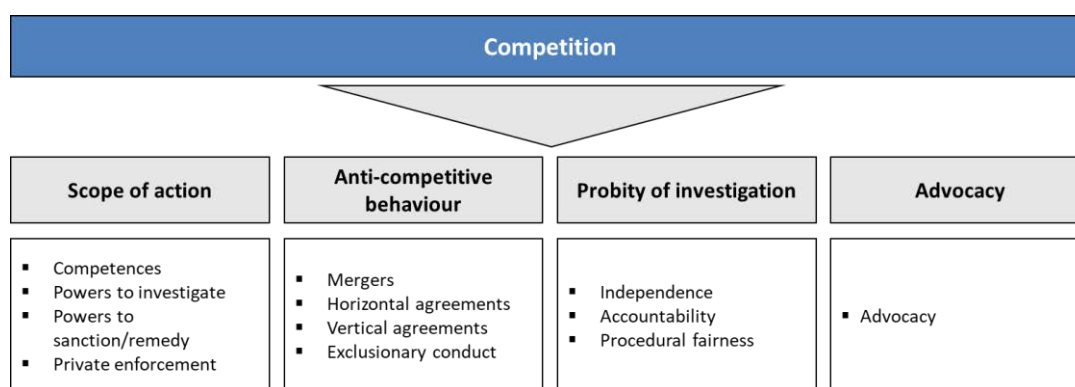 Competition
Scope of action
Anti-competitive
behaviour
Probity of investigation
Advocacy
▪ Competences
▪ Powers to investigate
▪ Powers to
sanction/remedy
▪ Private enforcement
▪ Mergers
▪ Horizontal agreements
▪ Vertical agreements
▪ Exclusionary conduct
▪ Independence
▪ Accountability
▪ Procedural fairness
▪ Advocacy